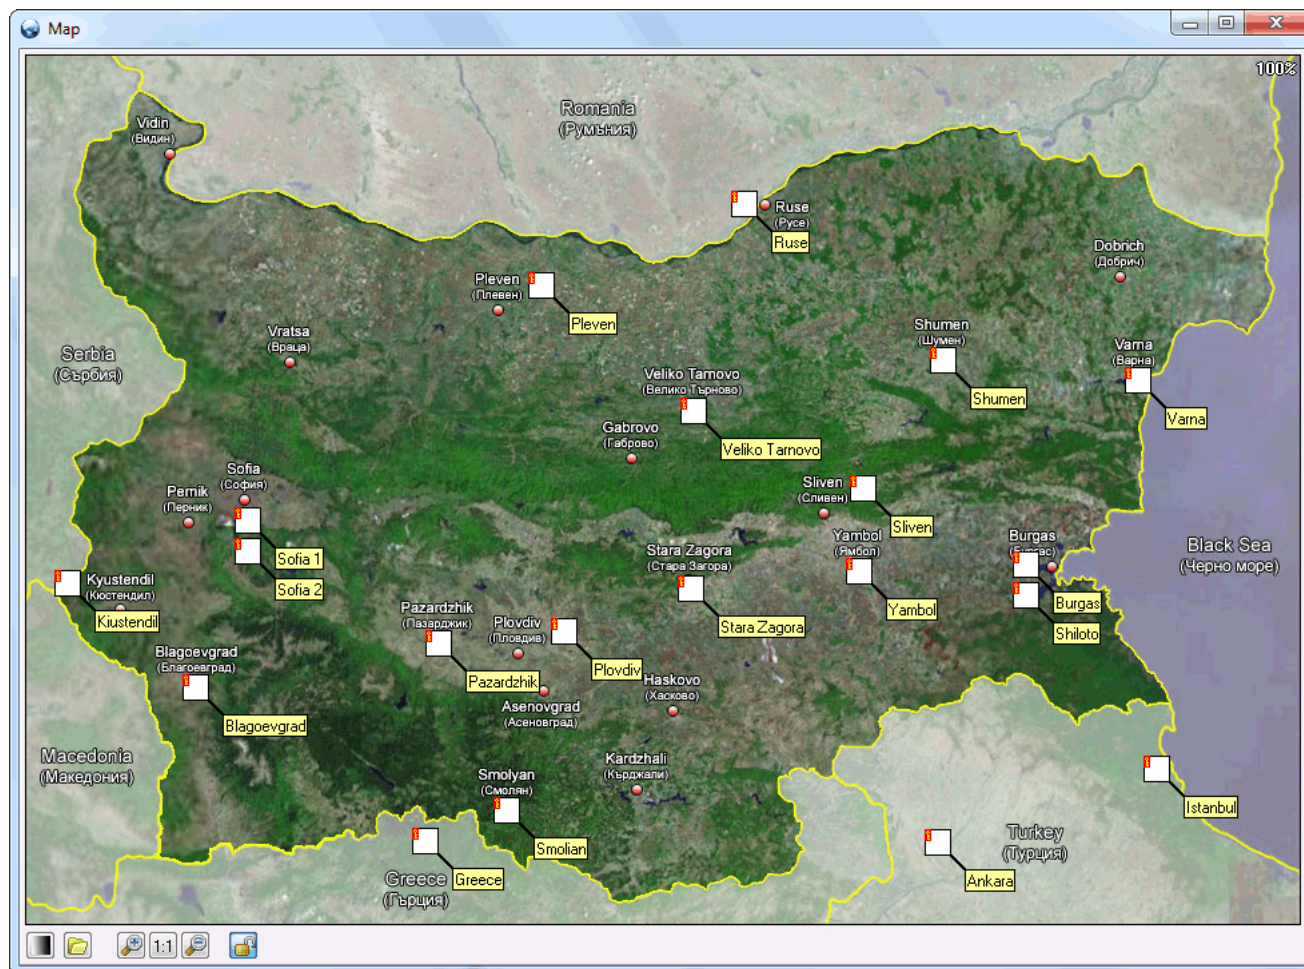 Map
100%
Romania
(Румъния)
Vidin
(Видин)
Ruse
(Русе)
Ruse
Dobrich
(Добрич)
Pleven
(Плевен)
Pleven
Vratsa
(Враца)
Shumen
(Шумен)
Shumen
Varna
(Варна)
Varna
Serbia
(Сърбия)
Veliko Tarnovo
(Велико Търново)
Veliko Tarnovo
Gabrovo
(Габрово)
Sofia
(София)
Pernik
(Перник)
Sofia 1
Sofia 2
Sliven
(Сливен)
Sliven
Yambol
(Ямбол)
Yambol
Burgas
(Бургас)
Burgas
Shiloto
Black Sea
(Черно море)
Stara Zagora
(Стара Загора)
Stara Zagora
Kyustendil
(Кюстендил)
Kiustendil
Pazardzhik
(Пазарджик)
Pazardzhik
Plovdiv
(Пловдив)
Plovdiv
Blagoevgrad
(Благоевград)
Blagoevgrad
Haskovo
(Хасково)
Asenovgrad
(Асеновград)
Macedonia
(Македония)
Kardzhali
(Кърджали)
Smolyan
(Смолян)
Smolian
Istanbul
Turkey
(Турция)
Ankara
Greece
(Гърция)
Greece
1:1